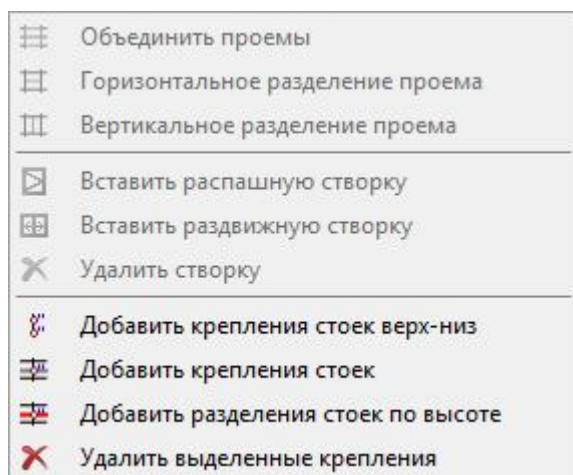 Объединить проемы
Горизонтальное разделение проема
Вертикальное разделение проема
Вставить распашную створку
Вставить раздвижную створку
Удалить створку
Добавить крепления стоек верх-низ
Добавить крепления стоек
Добавить разделения стоек по высоте
Удалить выделенные крепления